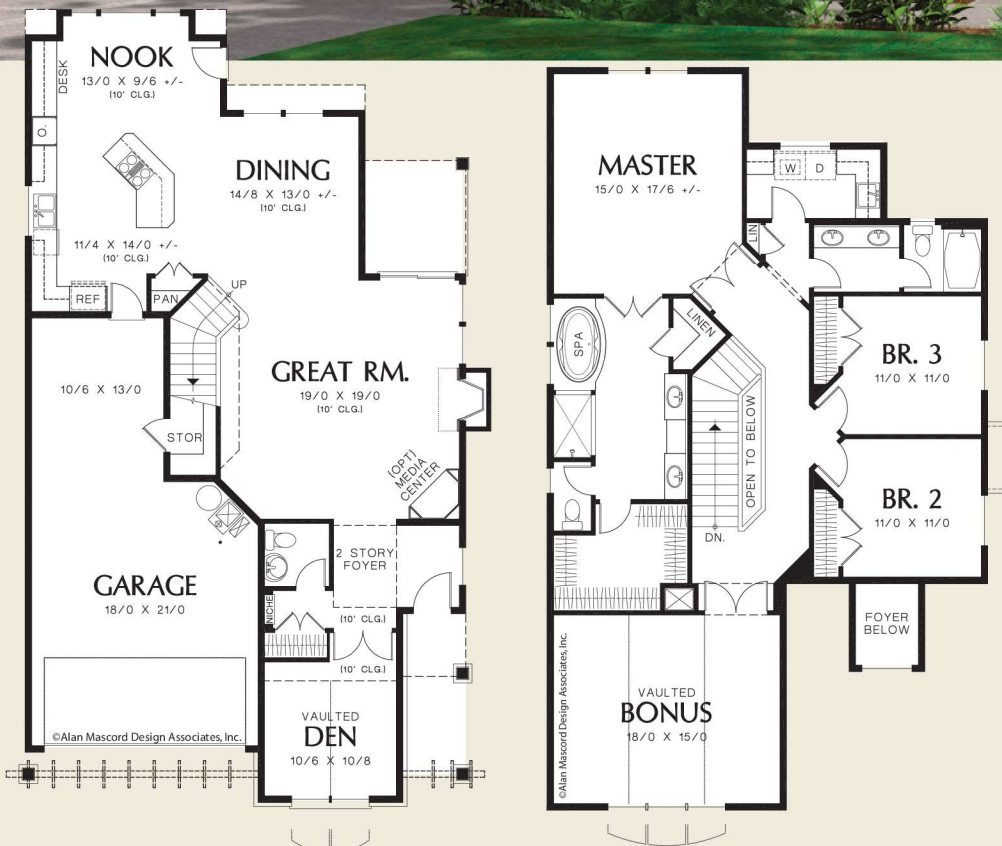 NOOK
13/0 X 9/6 +/-
(10' CLG.)
DESK
O.
DINING
14/8 X 13/0 +/-
(10' CLG.)
11/4 X 14/0 +/-
(10' CLG.)
REF
PAN
UP
10/6 X 13/0
GREAT RM.
19/0 X 19/0
(10' CLG.)
STOR
(OPT)
MEDIA
CENTER
2 STORY
FOYER
(10' CLG.)
NICHE
GARAGE
18/0 X 21/0
(10' CLG.)
VAULTED
DEN
10/6 X 10/8
©Alan Mascord Design Associates, Inc.
MASTER
15/0 X 17/6 +/-
W
D
LIN
LINEN
SPA
BR. 3
11/0 X 11/0
OPEN TO BELOW
DN.
BR. 2
11/0 X 11/0
FOYER
BELOW
VAULTED
BONUS
18/0 X 15/0
©Alan Mascord Design Associates, Inc.